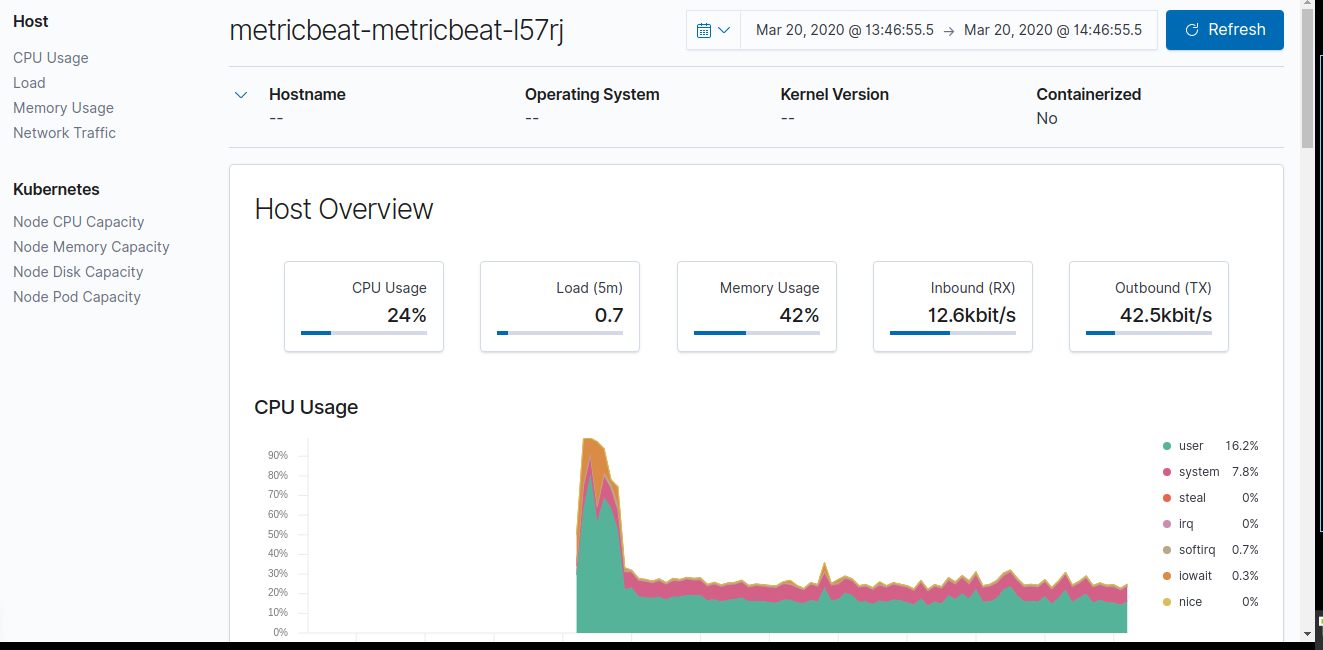 Host
CPU Usage
Load
Memory Usage
Network Traffic
Kubernetes
Node CPU Capacity
Node Memory Capacity
Node Disk Capacity
Node Pod Capacity
metricbeat-metricbeat-l57rj
Mar 20, 2020 @ 13:46:55.5 → Mar 20, 2020 @ 14:46:55.5
Refresh
Hostname Operating System Kernel Version Containerized
-- -- -- No
Host Overview
CPU Usage Load (5m) Memory Usage Inbound (RX) Outbound (TX)
24% 0.7 42% 12.6kbit/s 42.5kbit/s
CPU Usage
90%
80%
70%
60%
50%
40%
30%
20%
10%
0%
user 16.2%
system 7.8%
steal 0%
irq 0%
softirq 0.7%
iowait 0.3%
nice 0%